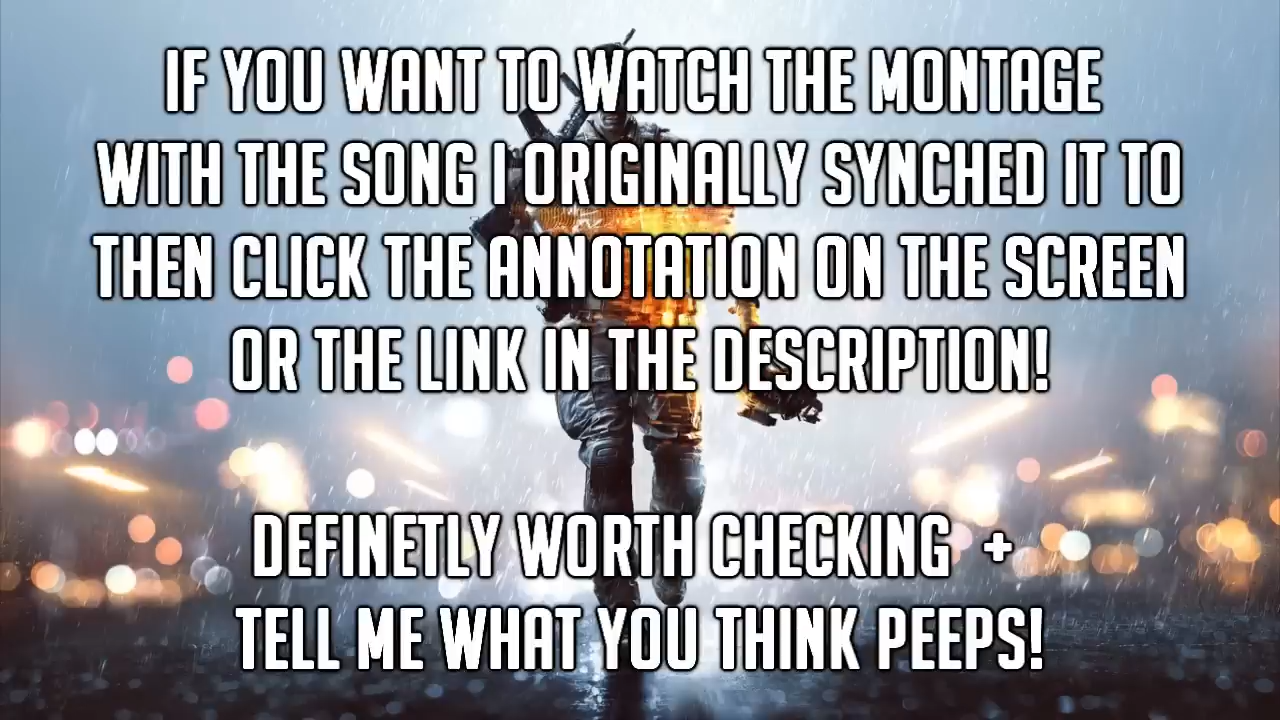 IF YOU WANT TO WATCH THE MONTAGE
WITH THE SONG I ORIGINALLY SYNCHED IT TO
THEN CLICK THE ANNOTATION ON THE SCREEN
OR THE LINK IN THE DESCRIPTION!
DEFINETLY WORTH CHECKING +
TELL ME WHAT YOU THINK PEEPS!